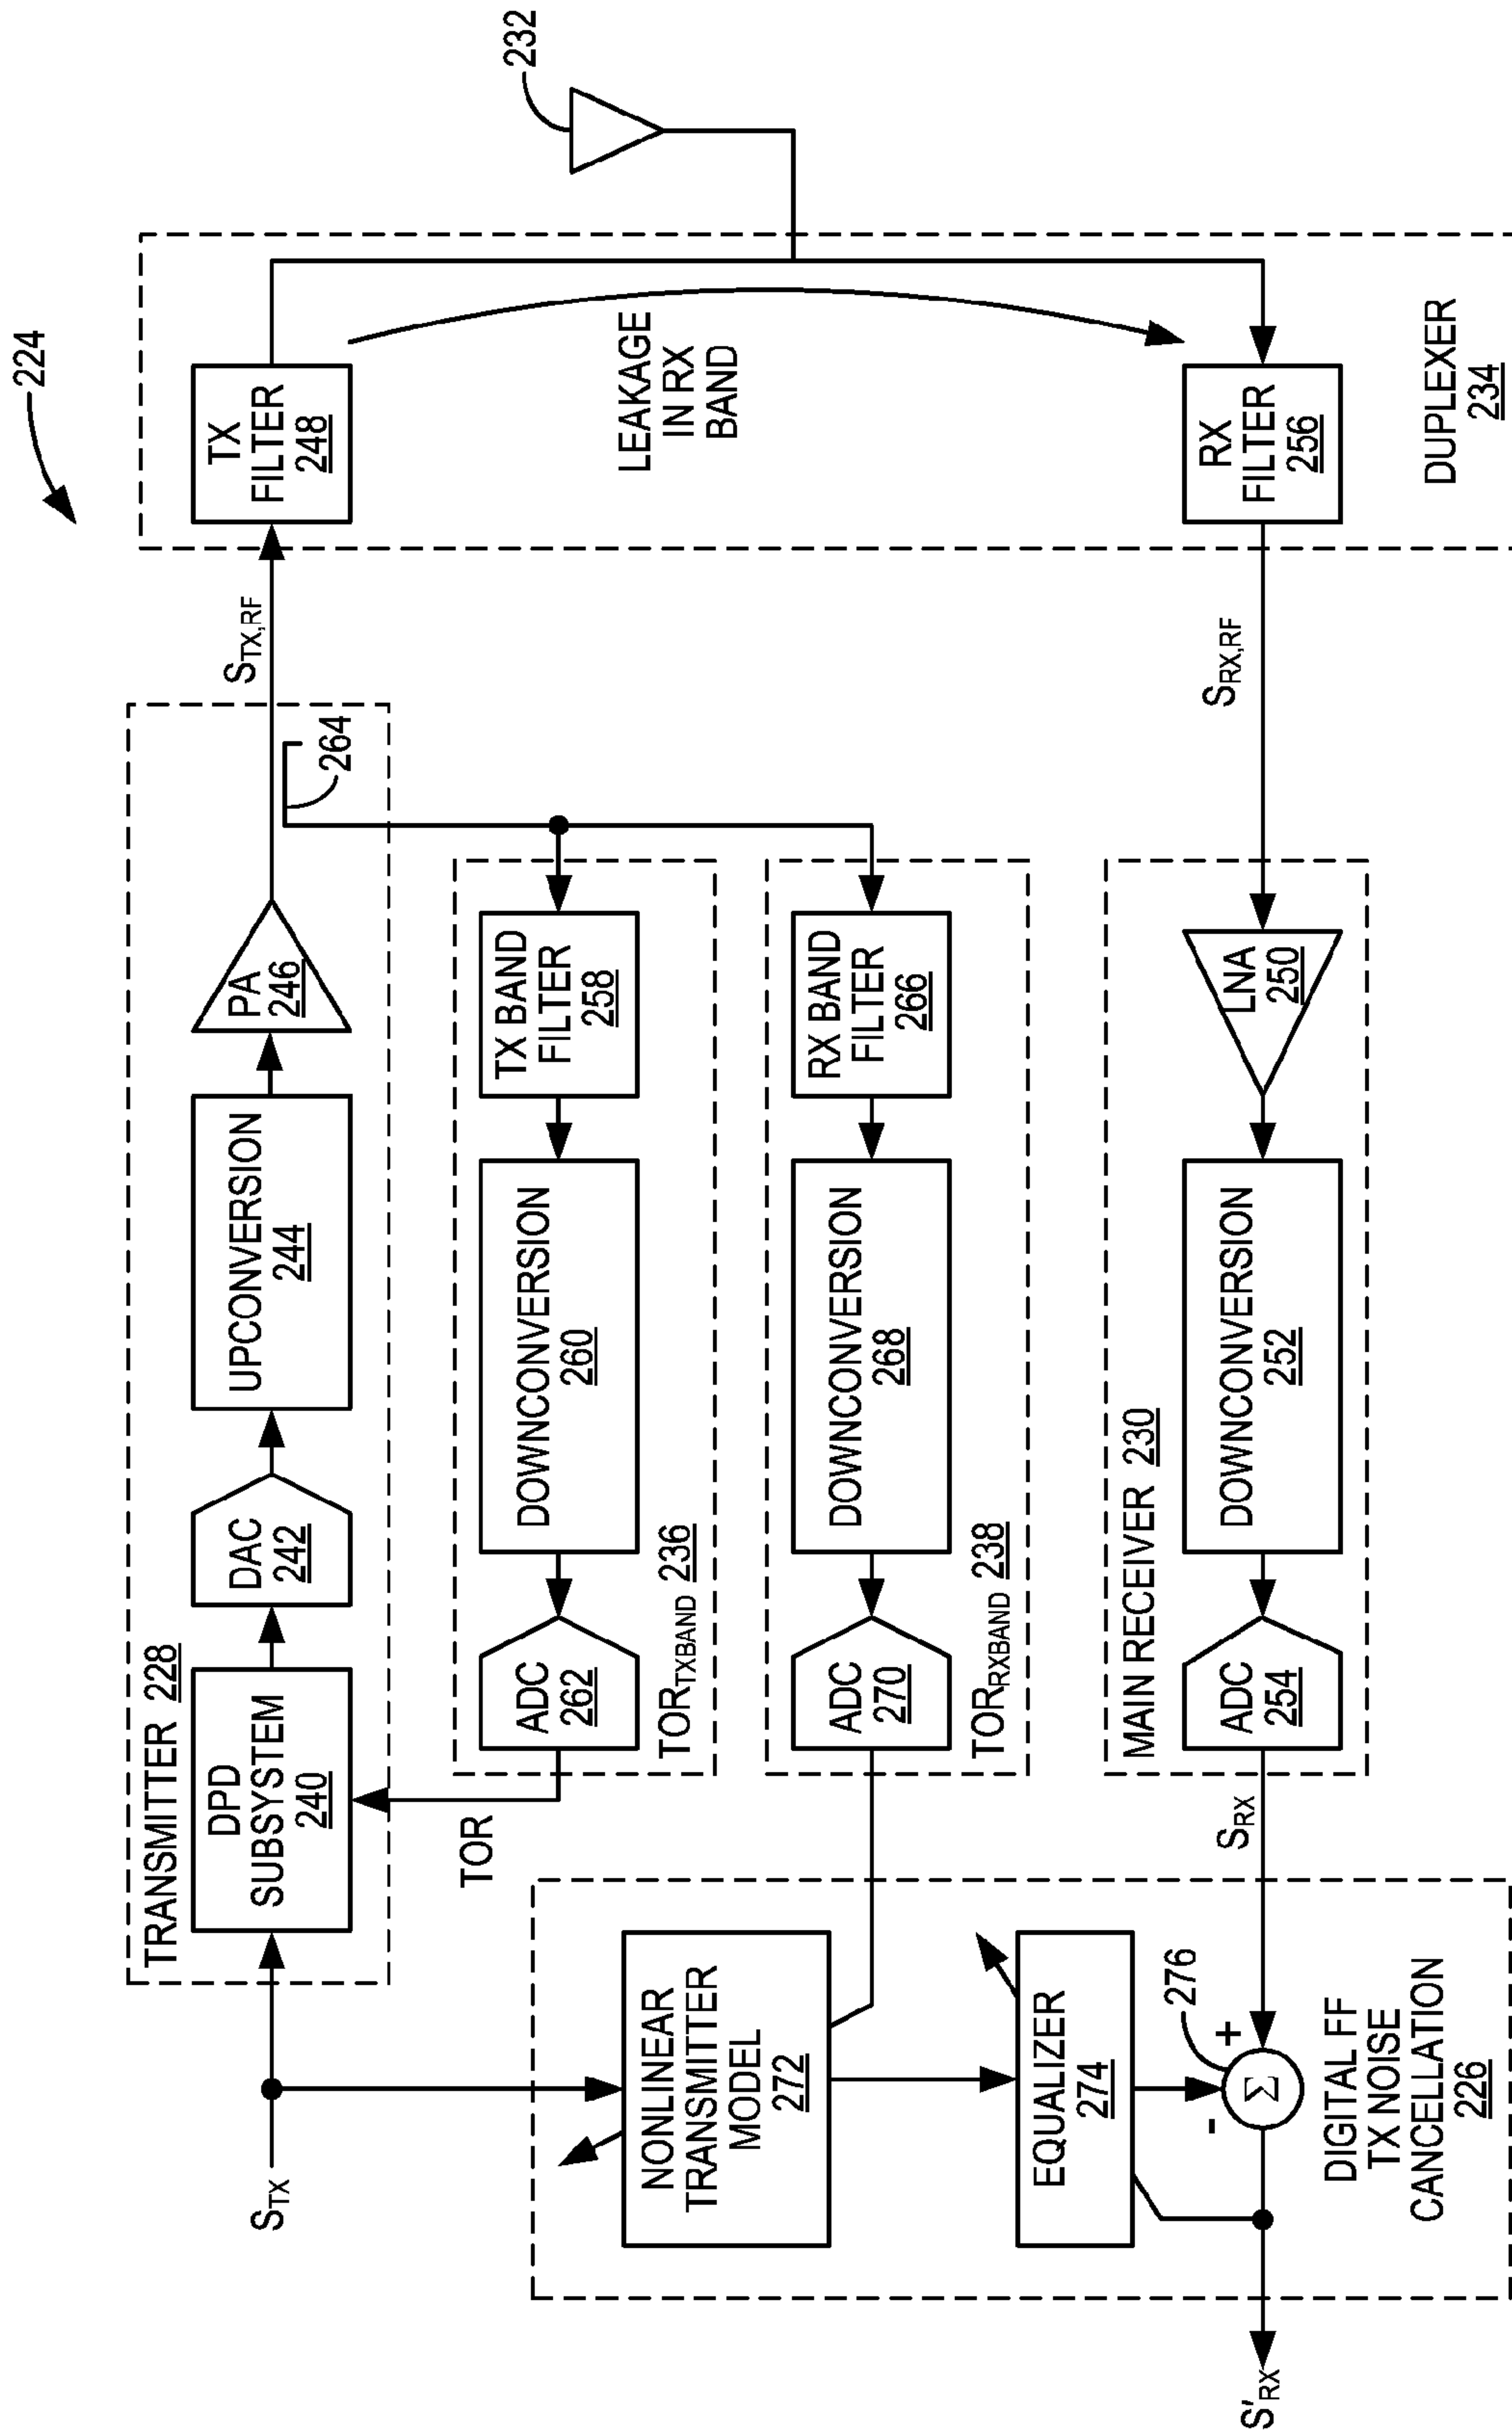 224
TRANSMITTER 228
S_TX
DPD
SUBSYSTEM
240
DAC
242
UPCONVERSION
244
PA
246
S_TX,RF
264
TX
FILTER
248
232
TOR
ADC
262
DOWNCONVERSION
260
TX BAND
FILTER
258
TOR_TXBAND 236
LEAKAGE
IN RX
BAND
NONLINEAR
TRANSMITTER
MODEL
272
ADC
270
DOWNCONVERSION
268
RX BAND
FILTER
266
TOR_RXBAND 238
EQUALIZER
274
MAIN RECEIVER 230
276
+
-
Σ
S'_RX
S_RX
ADC
254
DOWNCONVERSION
252
LNA
250
S_RX,RF
RX
FILTER
256
DIGITAL FF
TX NOISE
CANCELLATION
226
DUPLEXER
234